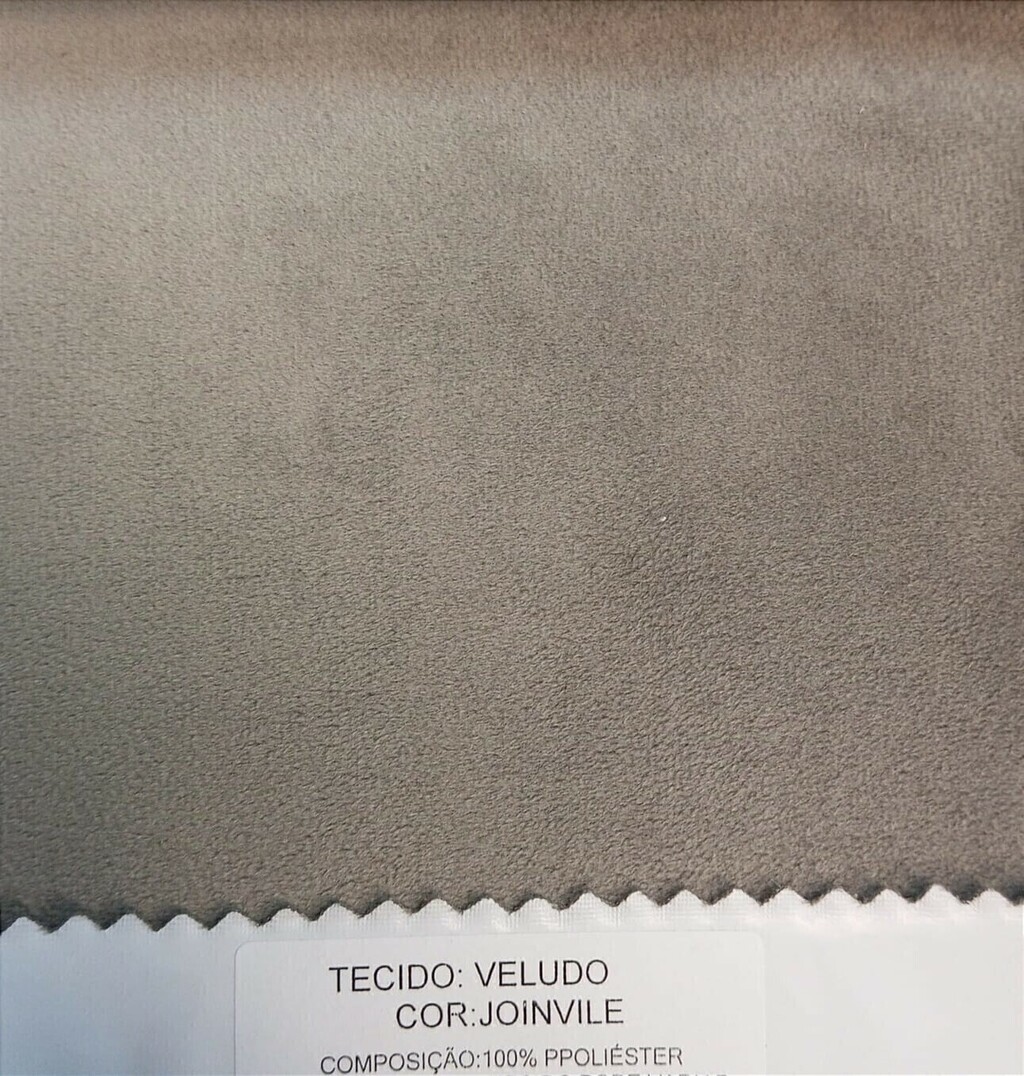 TECIDO: VELUDO
COR:JOINVILE
COMPOSIÇÃO:100% PPOLIÉSTER